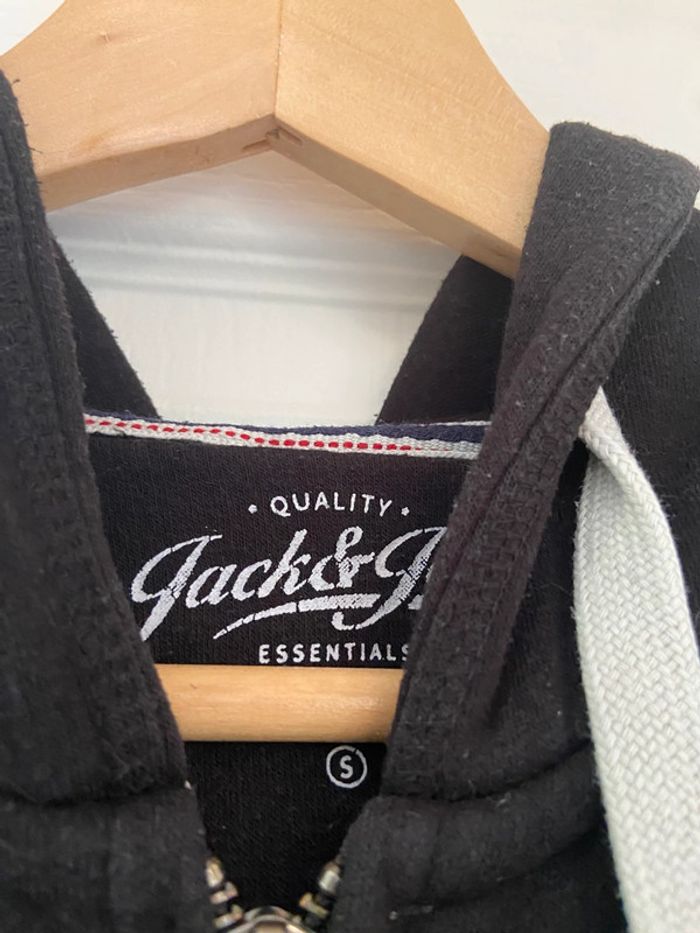 • QUALITY •
Jack & J
ESSENTIALS
S